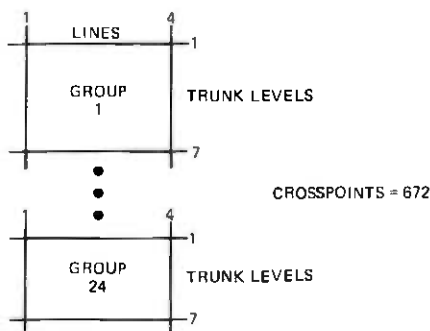 1 4
LINES
1
GROUP
1
TRUNK LEVELS
7
CROSSPOINTS = 672
1 4
1
GROUP
24
TRUNK LEVELS
7